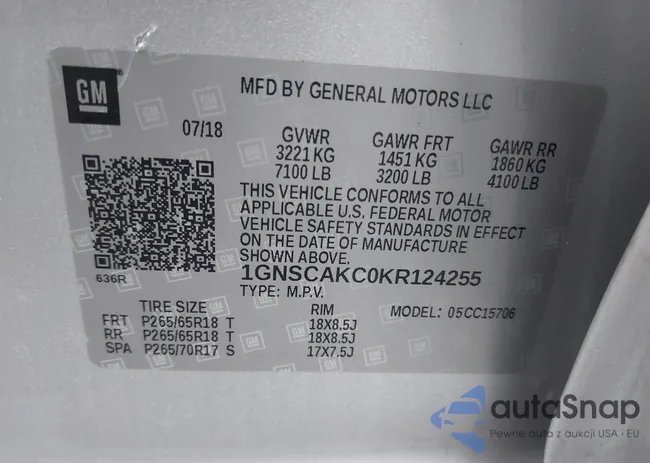 GM
MFD BY GENERAL MOTORS LLC
07/18
GVWR GAWR FRT GAWR RR
3221 KG 1451 KG 1860 KG
7100 LB 3200 LB 4100 LB
THIS VEHICLE CONFORMS TO ALL
APPLICABLE U.S. FEDERAL MOTOR
VEHICLE SAFETY STANDARDS IN EFFECT
ON THE DATE OF MANUFACTURE
SHOWN ABOVE.
1GNSCAKC0KR124255
636R
TYPE: M.P.V.
TIRE SIZE RIM MODEL: 05CC15706
FRT P265/65R18 T 18X8.5J
RR P265/65R18 T 18X8.5J
SPA P265/70R17 S 17X7.5J
autaSnap
Pewne auta z aukcji USA i EU